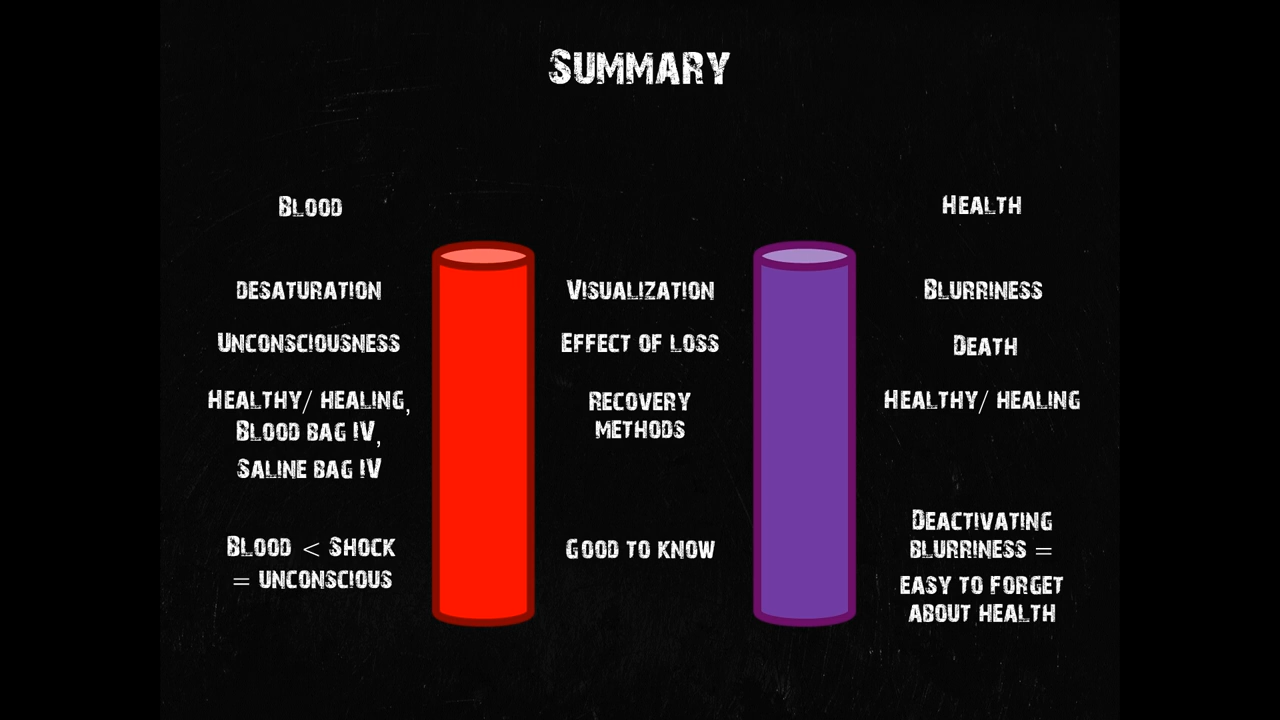 Summary
Blood
Health
desaturation
Visualization
Blurriness
Unconsciousness
Effect of loss
Death
Healthy/ healing,
Blood bag IV,
Saline bag IV
Recovery
methods
Healthy/ Healing
Blood < Shock
= unconscious
Good to know
Deactivating
blurriness =
easy to forget
about health